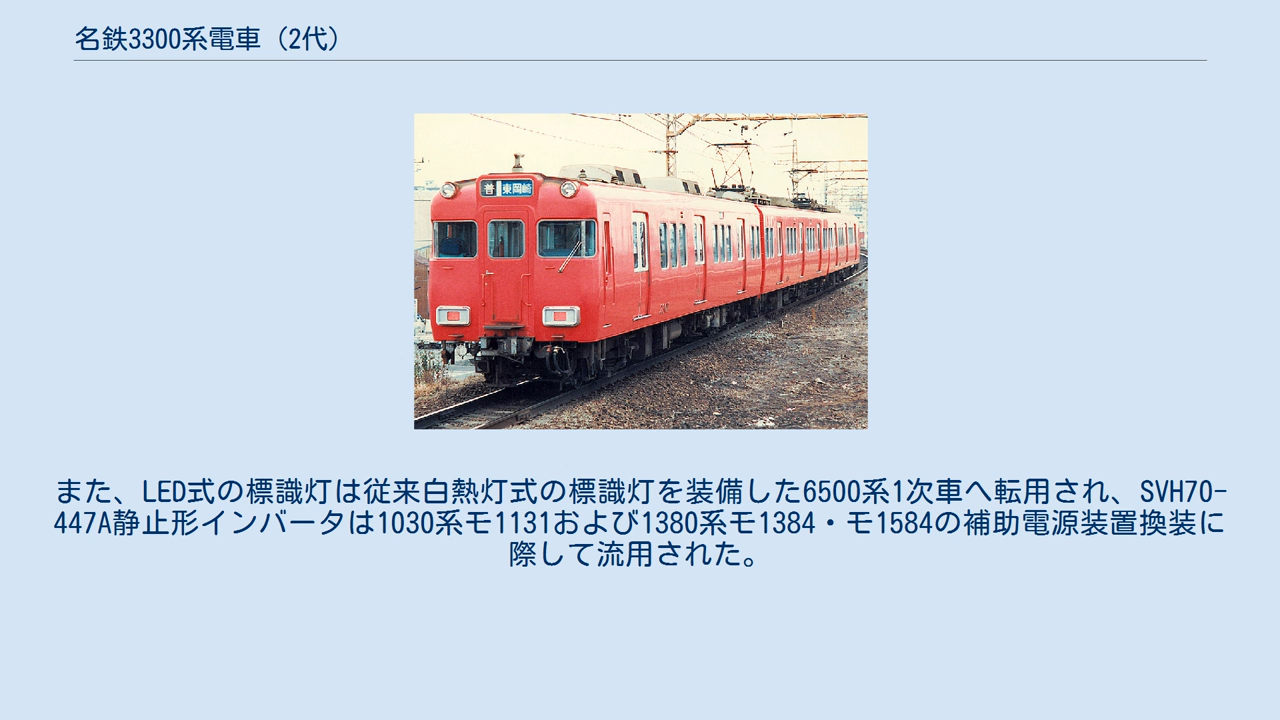 名鉄3300系電車（2代）
普 東岡崎
また、LED式の標識灯は従来白熱灯式の標識灯を装備した6500系1次車へ転用され、SVH70-
447A静止形インバータは1030系モ1131および1380系モ1384・モ1584の補助電源装置換装に
際して流用された。